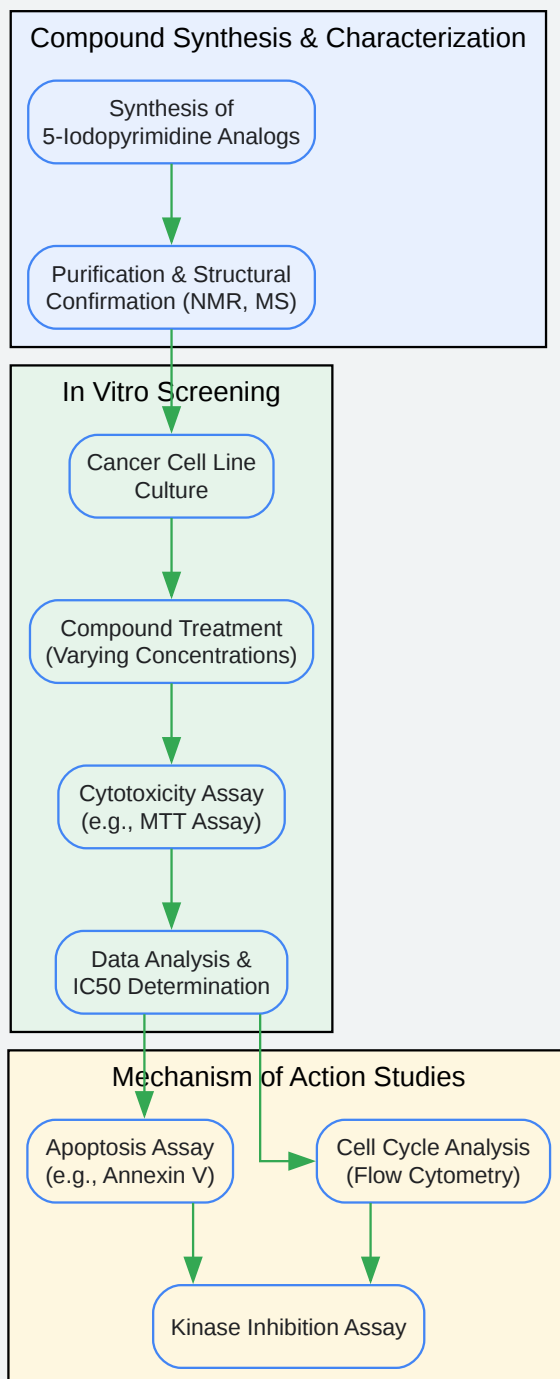 Compound Synthesis & Characterization
Synthesis of
5-Iodopyrimidine Analogs
Purification & Structural
Confirmation (NMR, MS)
In Vitro Screening
Cancer Cell Line
Culture
Compound Treatment
(Varying Concentrations)
Cytotoxicity Assay
(e.g., MTT Assay)
Data Analysis &
IC50 Determination
Mechanism of Action Studies
Apoptosis Assay
(e.g., Annexin V)
Cell Cycle Analysis
(Flow Cytometry)
Kinase Inhibition Assay